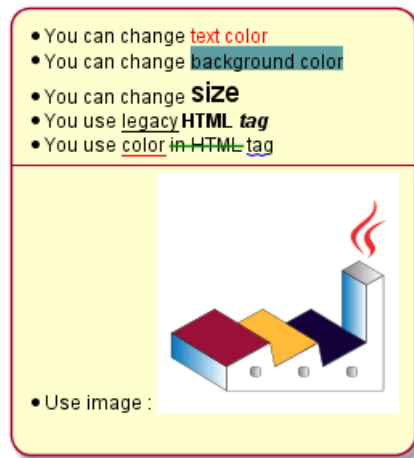 • You can change text color
• You can change background color
• You can change size
• You use legacy HTML tag
• You use color in HTML tag
• Use image :